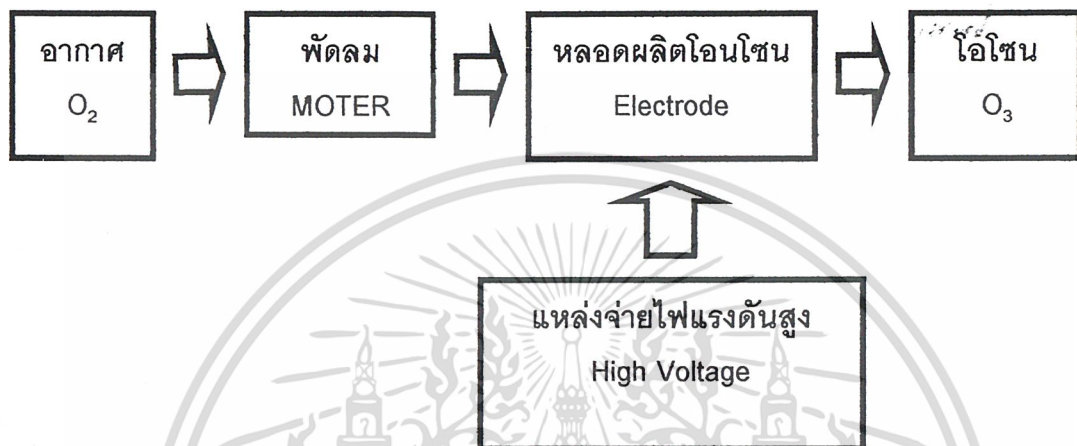 อากาศ
O₂
พัดลม
MOTER
หลอดผลิตโอนโซน
Electrode
โอโซน
O₃
แหล่งจ่ายไฟแรงดันสูง
High Voltage